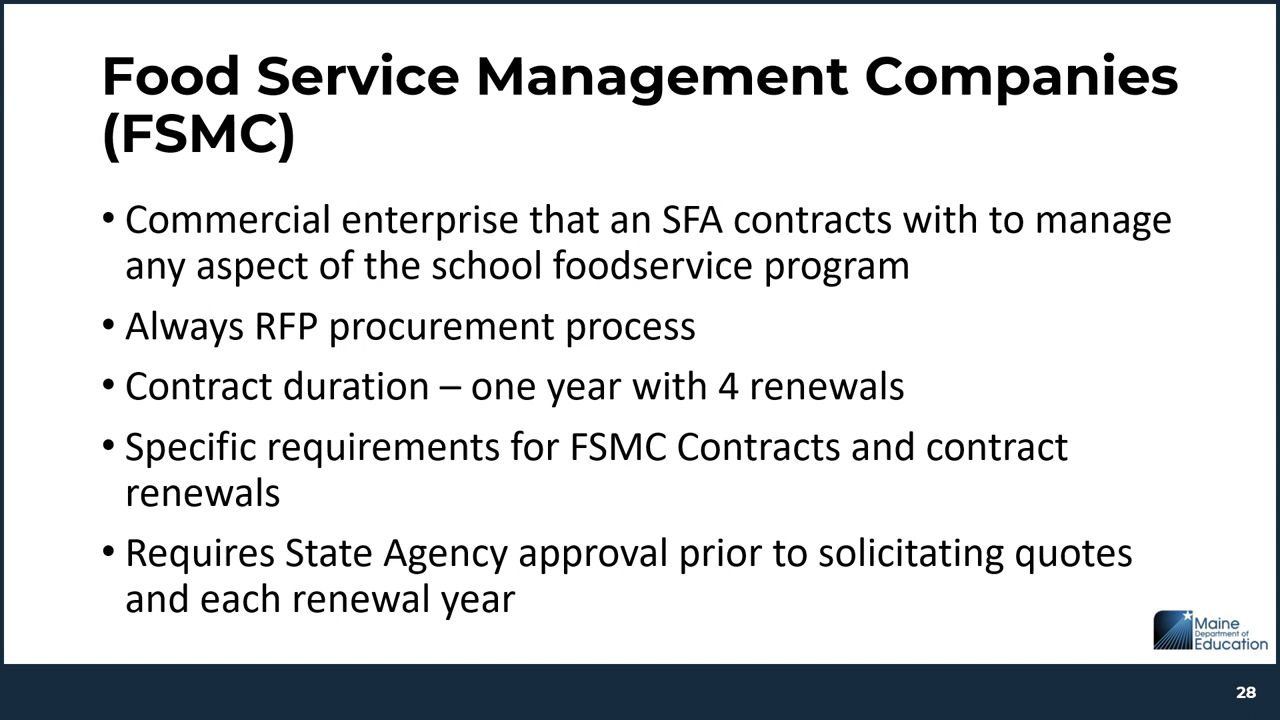 Food Service Management Companies
(FSMC)
• Commercial enterprise that an SFA contracts with to manage
any aspect of the school foodservice program
• Always RFP procurement process
• Contract duration – one year with 4 renewals
• Specific requirements for FSMC Contracts and contract
renewals
• Requires State Agency approval prior to solicitating quotes
and each renewal year
Maine
Department of
Education
28